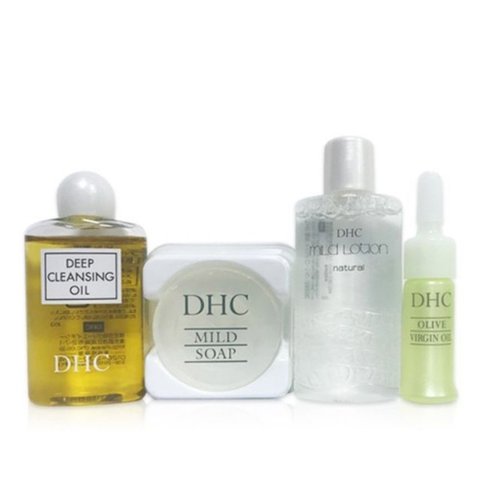 DEEP
CLEANSING
OIL
DHC
DHC
MILD
SOAP
DHC
mild Lotion
natural
DHC
OLIVE
VIRGIN OIL